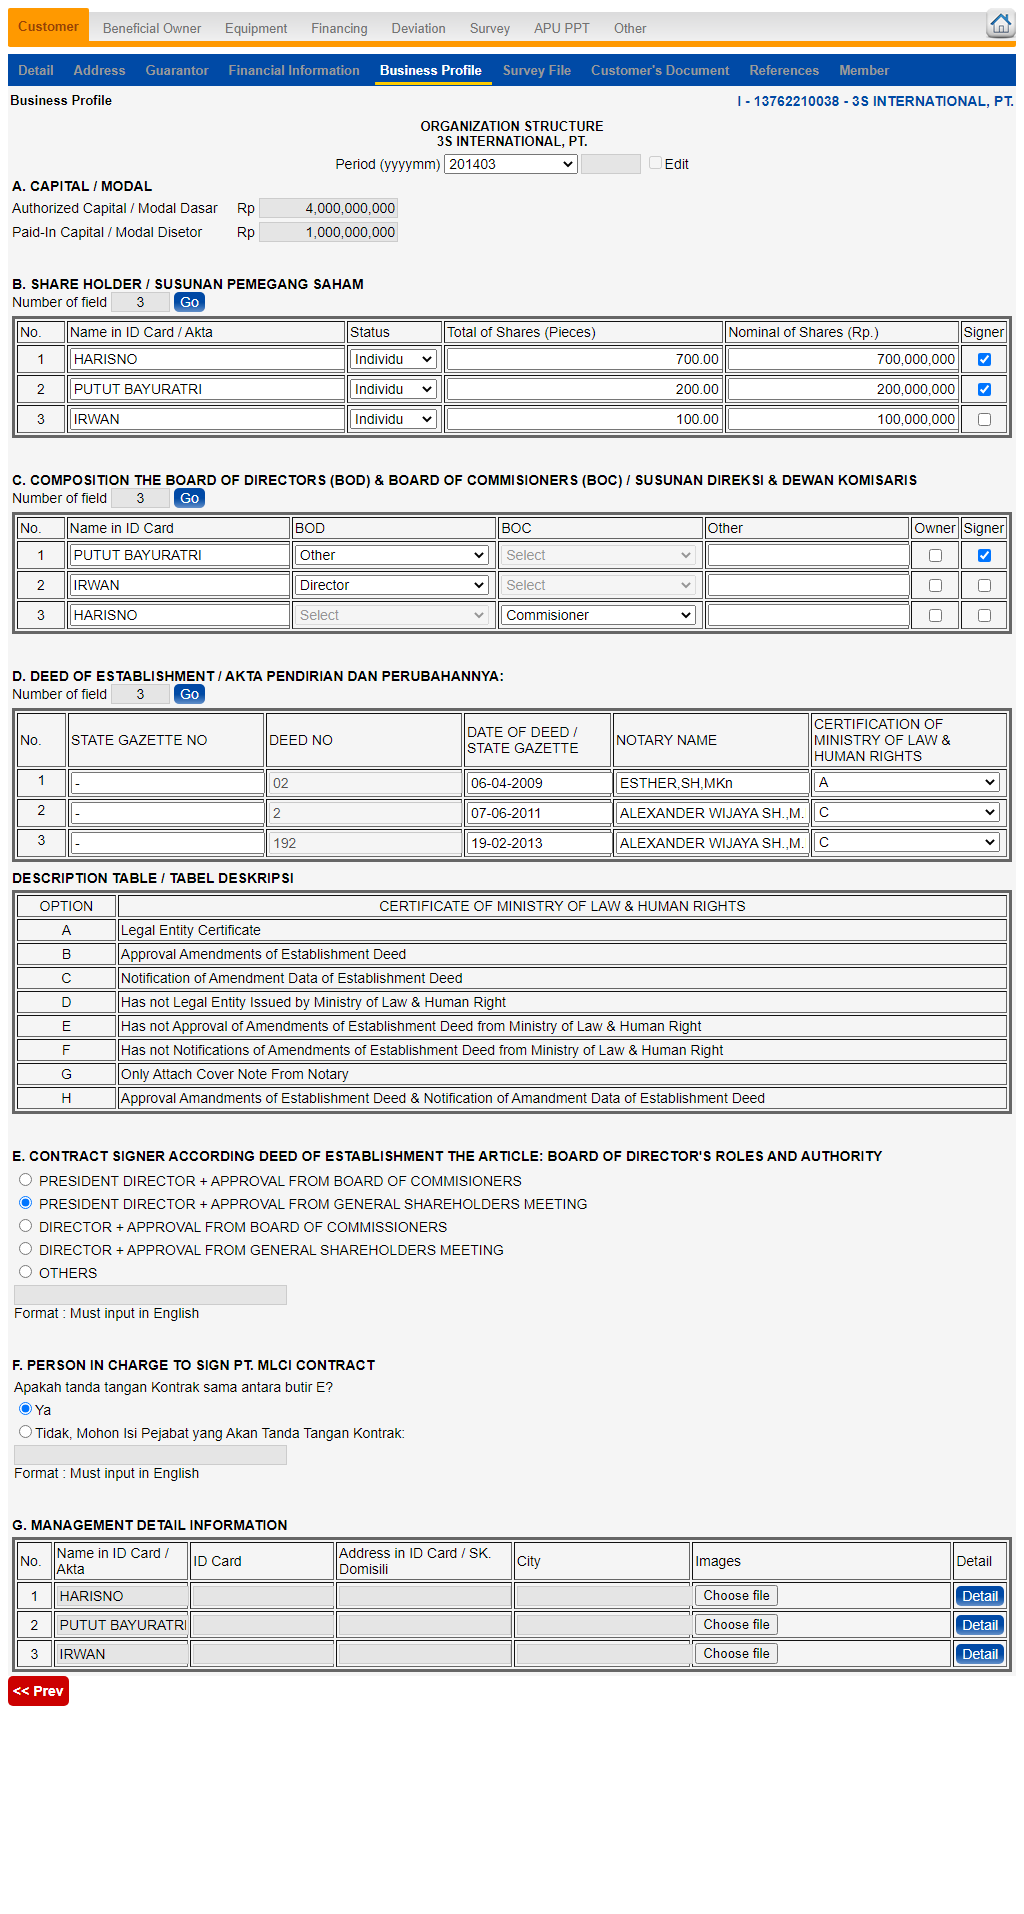 Customer Beneficial Owner Equipment Financing Deviation Survey APU PPT Other
Detail Address Guarantor Financial Information Business Profile Survey File Customer's Document References Member
Business Profile I - 13762210038 - 3S INTERNATIONAL, PT.
ORGANIZATION STRUCTURE
3S INTERNATIONAL, PT.
Period (yyyymm) 201403 Edit
A. CAPITAL / MODAL
Authorized Capital / Modal Dasar Rp 4,000,000,000
Paid-In Capital / Modal Disetor Rp 1,000,000,000
B. SHARE HOLDER / SUSUNAN PEMEGANG SAHAM
Number of field 3 Go
No. Name in ID Card / Akta Status Total of Shares (Pieces) Nominal of Shares (Rp.) Signer
1 HARISNO Individu 700.00 700,000,000
2 PUTUT BAYURATRI Individu 200.00 200,000,000
3 IRWAN Individu 100.00 100,000,000
C. COMPOSITION THE BOARD OF DIRECTORS (BOD) & BOARD OF COMMISIONERS (BOC) / SUSUNAN DIREKSI & DEWAN KOMISARIS
Number of field 3 Go
No. Name in ID Card BOD BOC Other Owner Signer
1 PUTUT BAYURATRI Other Select
2 IRWAN Director Select
3 HARISNO Select Commisioner
D. DEED OF ESTABLISHMENT / AKTA PENDIRIAN DAN PERUBAHANNYA:
Number of field 3 Go
No. STATE GAZETTE NO DEED NO DATE OF DEED / STATE GAZETTE NOTARY NAME CERTIFICATION OF MINISTRY OF LAW & HUMAN RIGHTS
1 - 02 06-04-2009 ESTHER,SH,MKn A
2 - 2 07-06-2011 ALEXANDER WIJAYA SH.,M. C
3 - 192 19-02-2013 ALEXANDER WIJAYA SH.,M. C
DESCRIPTION TABLE / TABEL DESKRIPSI
OPTION CERTIFICATE OF MINISTRY OF LAW & HUMAN RIGHTS
A Legal Entity Certificate
B Approval Amendments of Establishment Deed
C Notification of Amendment Data of Establishment Deed
D Has not Legal Entity Issued by Ministry of Law & Human Right
E Has not Approval of Amendments of Establishment Deed from Ministry of Law & Human Right
F Has not Notifications of Amendments of Establishment Deed from Ministry of Law & Human Right
G Only Attach Cover Note From Notary
H Approval Amandments of Establishment Deed & Notification of Amandment Data of Establishment Deed
E. CONTRACT SIGNER ACCORDING DEED OF ESTABLISHMENT THE ARTICLE: BOARD OF DIRECTOR'S ROLES AND AUTHORITY
PRESIDENT DIRECTOR + APPROVAL FROM BOARD OF COMMISIONERS
PRESIDENT DIRECTOR + APPROVAL FROM GENERAL SHAREHOLDERS MEETING
DIRECTOR + APPROVAL FROM BOARD OF COMMISSIONERS
DIRECTOR + APPROVAL FROM GENERAL SHAREHOLDERS MEETING
OTHERS
Format : Must input in English
F. PERSON IN CHARGE TO SIGN PT. MLCI CONTRACT
Apakah tanda tangan Kontrak sama antara butir E?
Ya
Tidak, Mohon Isi Pejabat yang Akan Tanda Tangan Kontrak:
Format : Must input in English
G. MANAGEMENT DETAIL INFORMATION
No. Name in ID Card / Akta ID Card Address in ID Card / SK. Domisili City Images Detail
1 HARISNO Choose file Detail
2 PUTUT BAYURATRI Choose file Detail
3 IRWAN Choose file Detail
<< Prev